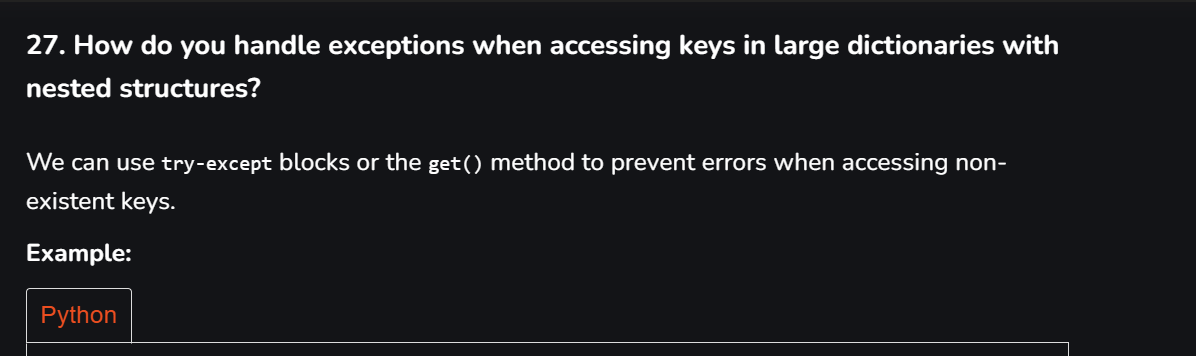 27. How do you handle exceptions when accessing keys in large dictionaries with
nested structures?
We can use try-except blocks or the get() method to prevent errors when accessing non-
existent keys.
Example:
Python